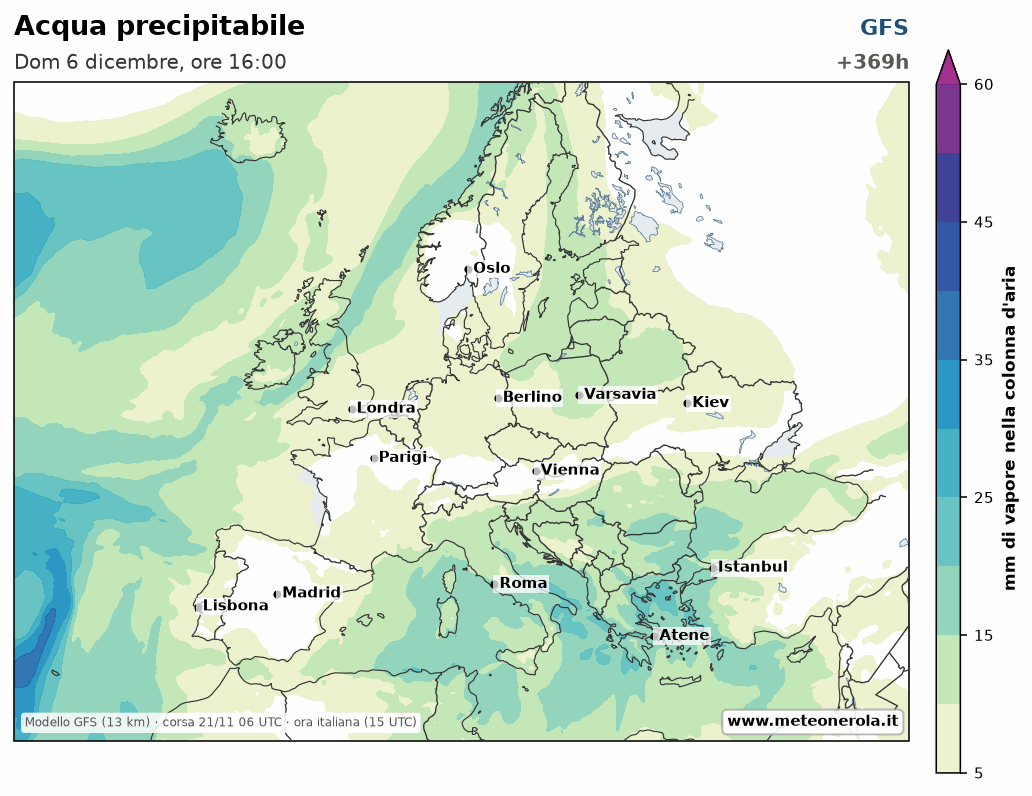 Acqua precipitabile
GFS
Dom 6 dicembre, ore 16:00
+369h
60
45
35
25
15
5
mm di vapore nella colonna d'aria
Oslo
Londra
Berlino
Varsavia
Kiev
Parigi
Vienna
Istanbul
Roma
Madrid
Lisbona
Atene
Modello GFS (13 km) · corsa 21/11 06 UTC · ora italiana (15 UTC)
www.meteonerola.it